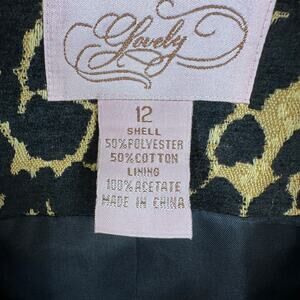 Lovely
12
SHELL
50%POLYESTER
50%COTTON
LINING
100%ACETATE
MADE IN CHINA